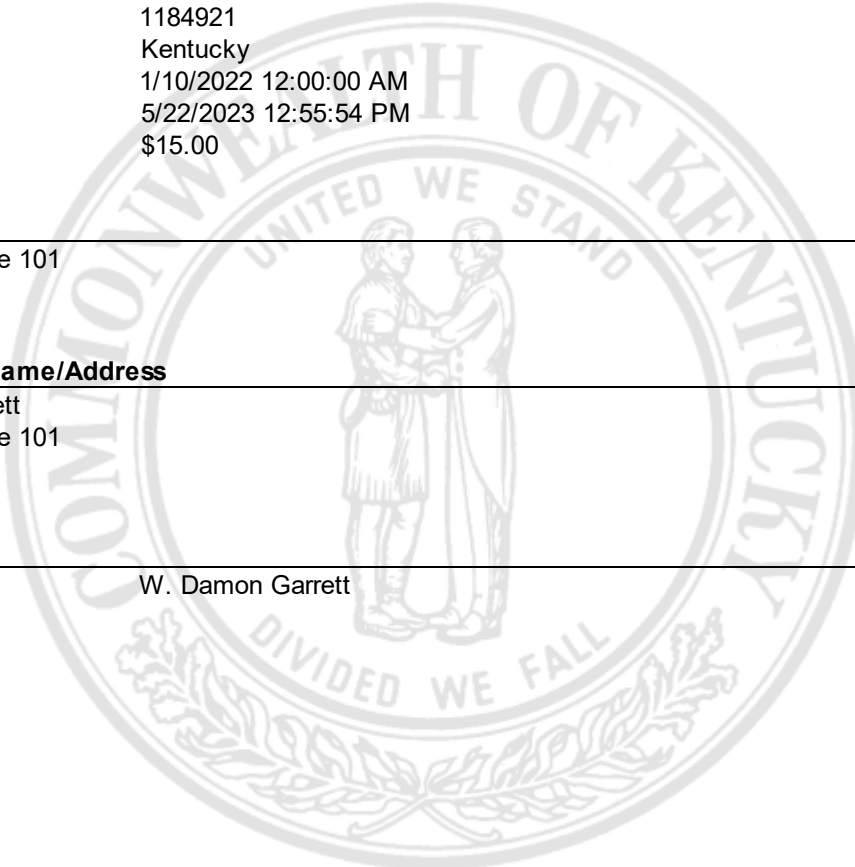 1184921
Kentucky
1/10/2022 12:00:00 AM
5/22/2023 12:55:54 PM
$15.00
COMMONWEALTH OF KENTUCKY
UNITED WE STAND
e 101
ame/Address
ett
e 101
W. Damon Garrett
DIVIDED WE FALL